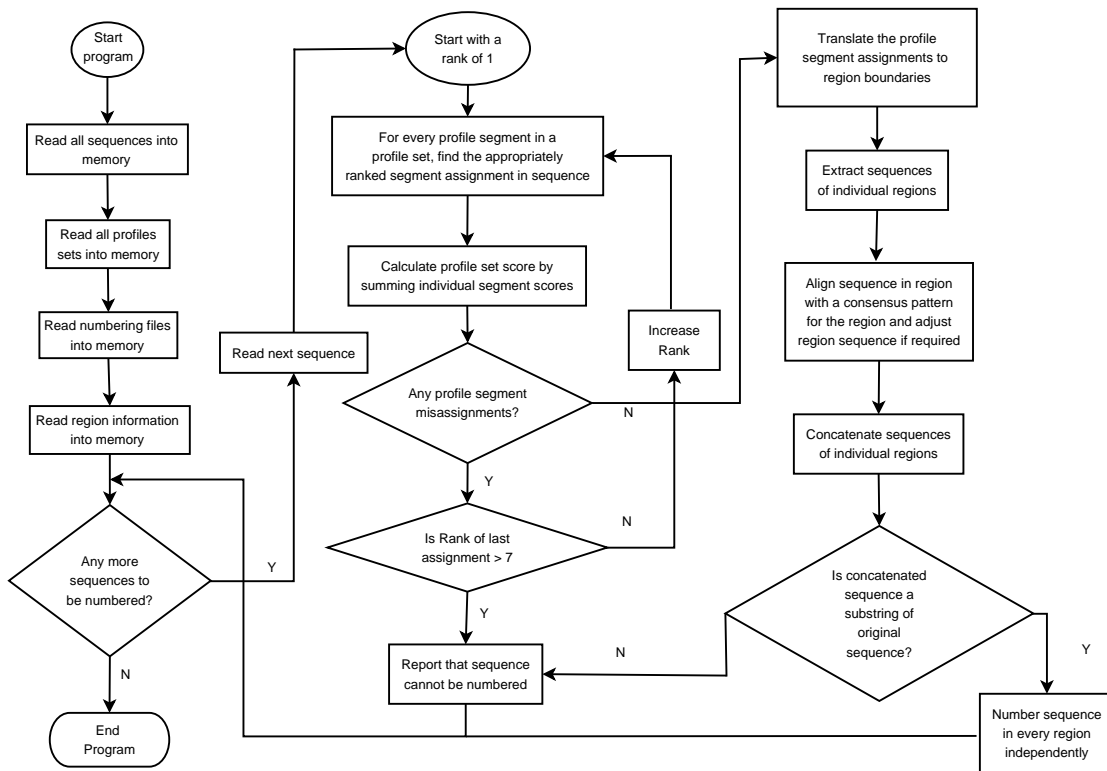 Start
program
Read all sequences into
memory
Read all profiles
sets into memory
Read numbering files
into memory
Read region information
into memory
Any more
sequences to
be numbered?
Y
N
End
Program
Read next sequence
Start with a
rank of 1
For every profile segment in a
profile set, find the appropriately
ranked segment assignment in sequence
Calculate profile set score by
summing individual segment scores
Any profile segment
misassignments?
N
Y
Is Rank of last
assignment > 7
N
Y
Increase
Rank
Report that sequence
cannot be numbered
Translate the profile
segment assignments to
region boundaries
Extract sequences
of individual regions
Align sequence in region
with a consensus pattern
for the region and adjust
region sequence if required
Concatenate sequences
of individual regions
Is concatenated
sequence a
substring of
original
sequence?
N
Y
Number sequence
in every region
independently